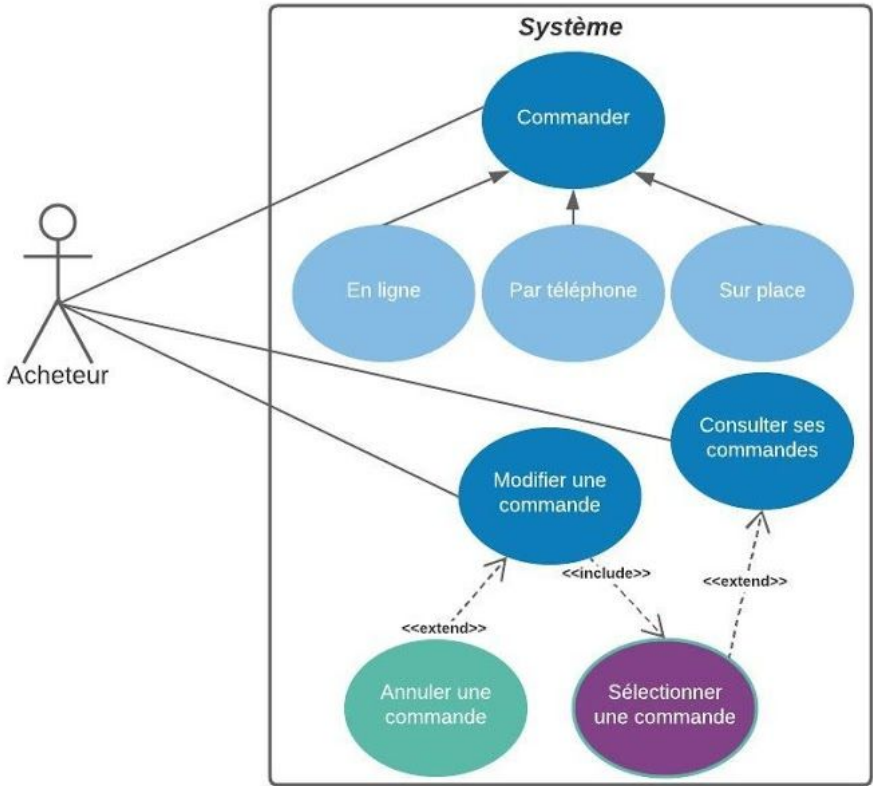 Système
Commander
En ligne
Par téléphone
Sur place
Acheteur
Consulter ses
commandes
Modifier une
commande
<<include>>
<<extend>>
<<extend>>
Annuler une
commande
Sélectionner
une commande